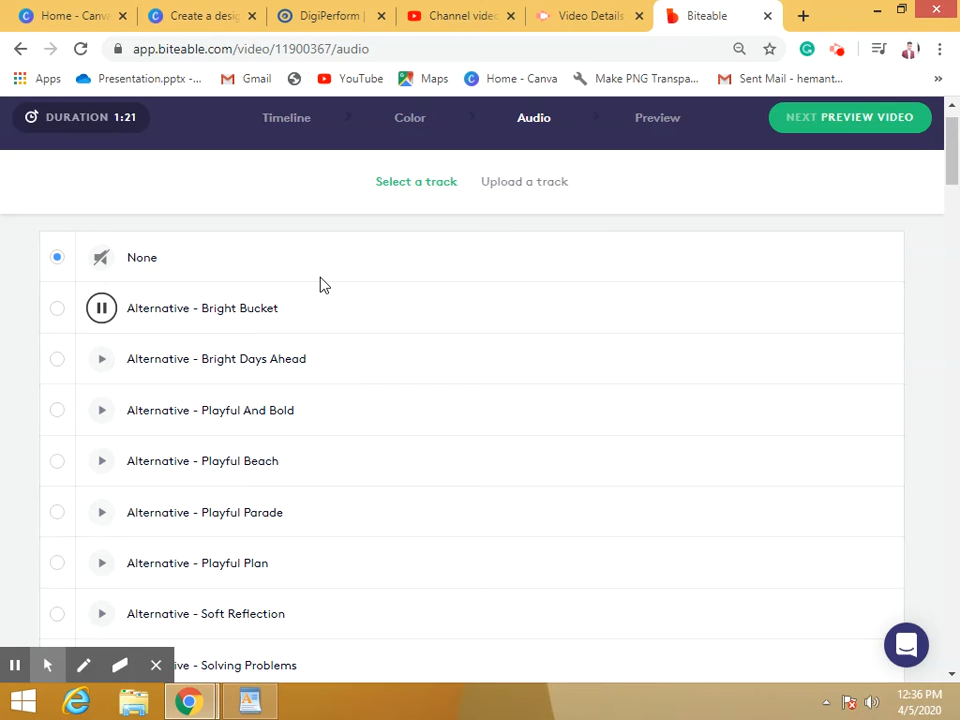 Home - Canva
Create a desig
DigiPerform |
Channel video
Video Details
Biteable
app.biteable.com/video/11900367/audio
Apps
Presentation.pptx -...
Gmail
YouTube
Maps
Home - Canva
Make PNG Transpa...
Sent Mail - hemant...
»
DURATION 1:21
Timeline
Color
Audio
Preview
NEXT PREVIEW VIDEO
Select a track
Upload a track
None
Alternative - Bright Bucket
Alternative - Bright Days Ahead
Alternative - Playful And Bold
Alternative - Playful Beach
Alternative - Playful Parade
Alternative - Playful Plan
Alternative - Soft Reflection
ive - Solving Problems
12:36 PM
4/5/2020